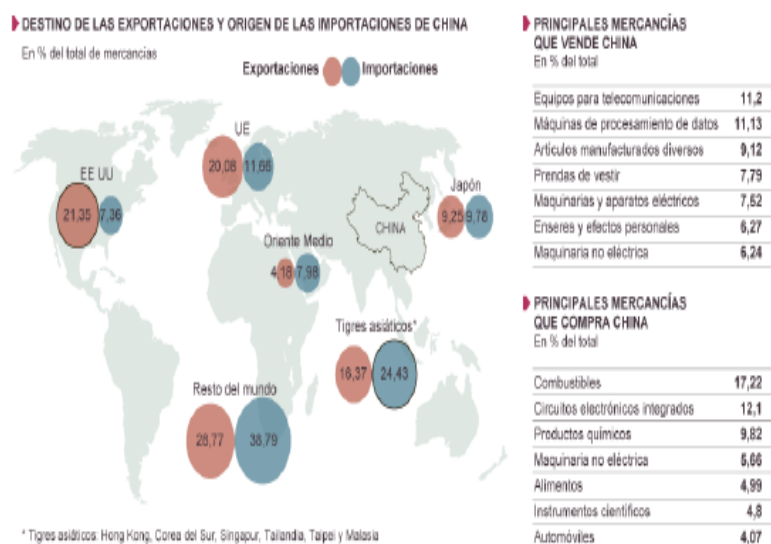 DESTINO DE LAS EXPORTACIONES Y ORIGEN DE LAS IMPORTACIONES DE CHINA
En % del total de mercancias
Exportaciones Importaciones
UE
20,08 11,66
EE UU
21,35 7,36
Japón
9,25 9,78
CHINA
Oriente Medio
4,18 7,98
Tigres asiáticos*
16,37 24,43
Resto del mundo
28,77 38,79
* Tigres asiáticos: Hong Kong, Corea del Sur, Singapur, Tailandia, Taipei y Malasia
PRINCIPALES MERCANCÍAS
QUE VENDE CHINA
En % del total
Equipos para telecomunicaciones 11,2
Máquinas de procesamiento de datos 11,13
Artículos manufacturados diversos 9,12
Prendas de vestir 7,79
Maquinarias y aparatos eléctricos 7,52
Enseres y efectos personales 6,27
Maquinaria no eléctrica 5,24
PRINCIPALES MERCANCÍAS
QUE COMPRA CHINA
En % del total
Combustibles 17,22
Circuitos electrónicos integrados 12,1
Productos químicos 9,82
Maquinaria no eléctrica 5,66
Alimentos 4,99
Instrumentos científicos 4,8
Automóviles 4,07